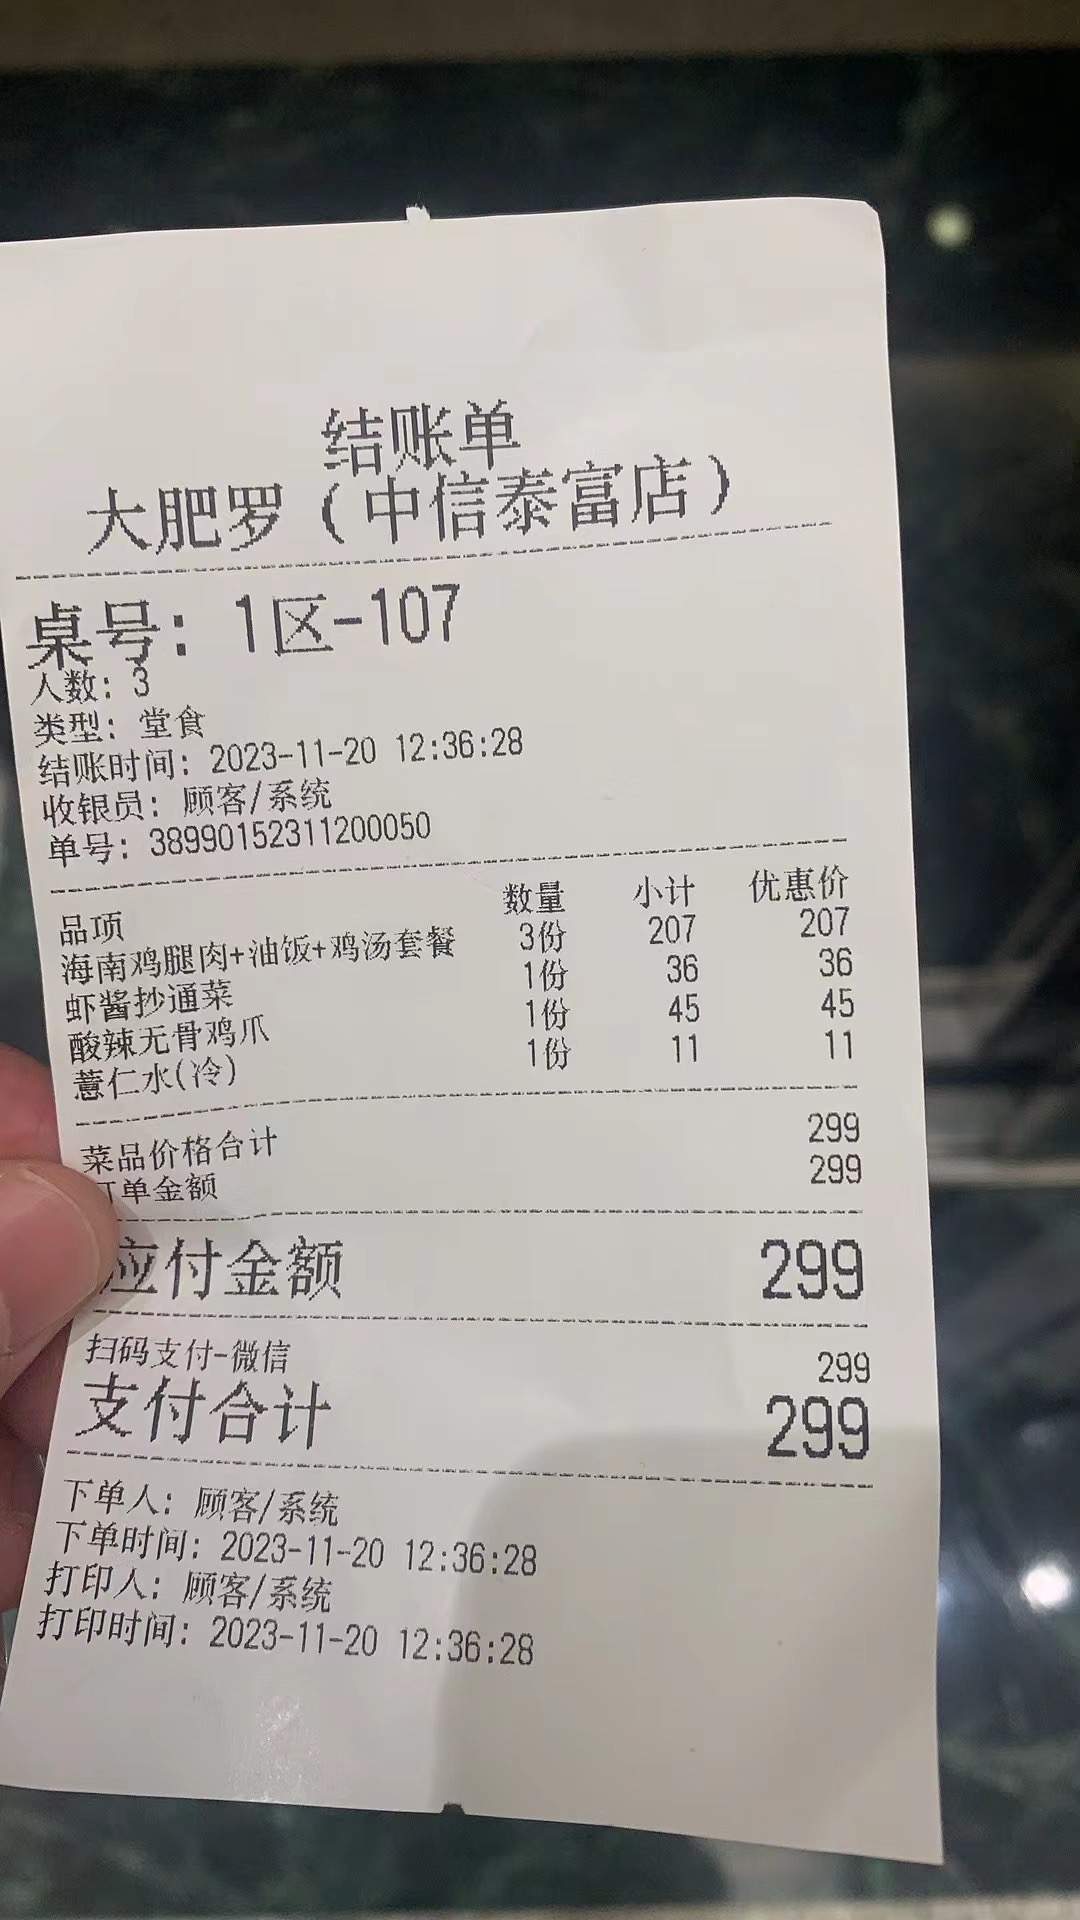 结账单
大肥罗（中信泰富店）
桌号：1区-107
人数：3
类型：堂食
结账时间：2023-11-20 12:36:28
收银员：顾客/系统
单号：38990152311200050
品项 数量 小计 优惠价
海南鸡腿肉+油饭+鸡汤套餐 3份 207 207
虾酱抄通菜 1份 36 36
酸辣无骨鸡爪 1份 45 45
薏仁水(冷) 1份 11 11
菜品价格合计 299
订单金额 299
应付金额 299
扫码支付-微信 299
支付合计 299
下单人：顾客/系统
下单时间：2023-11-20 12:36:28
打印人：顾客/系统
打印时间：2023-11-20 12:36:28